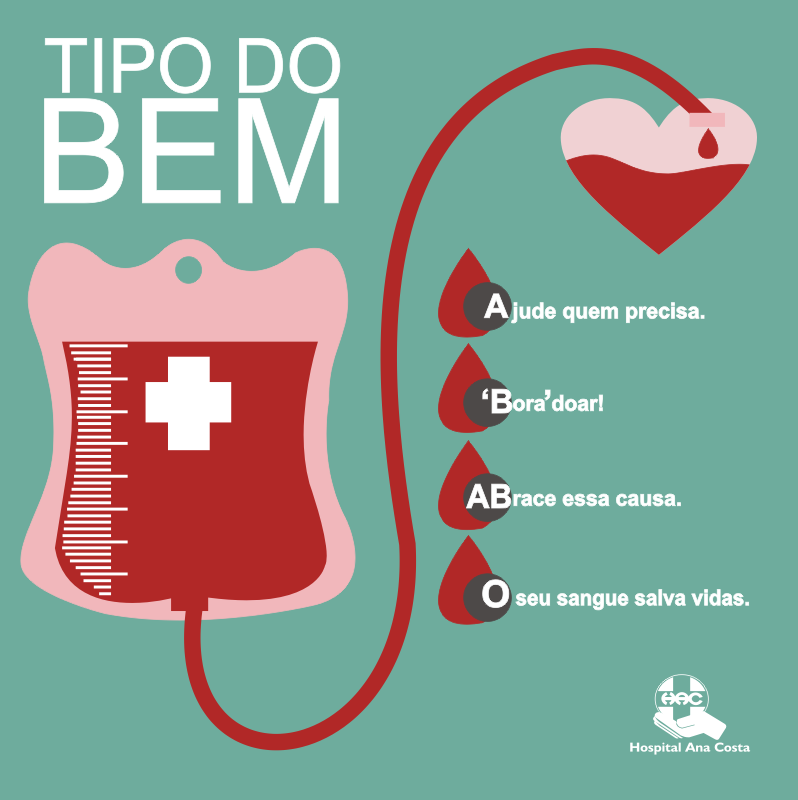 TIPO DO
BEM
Ajude quem precisa.
‘Bora’doar!
ABrace essa causa.
O seu sangue salva vidas.
HAC
Hospital Ana Costa